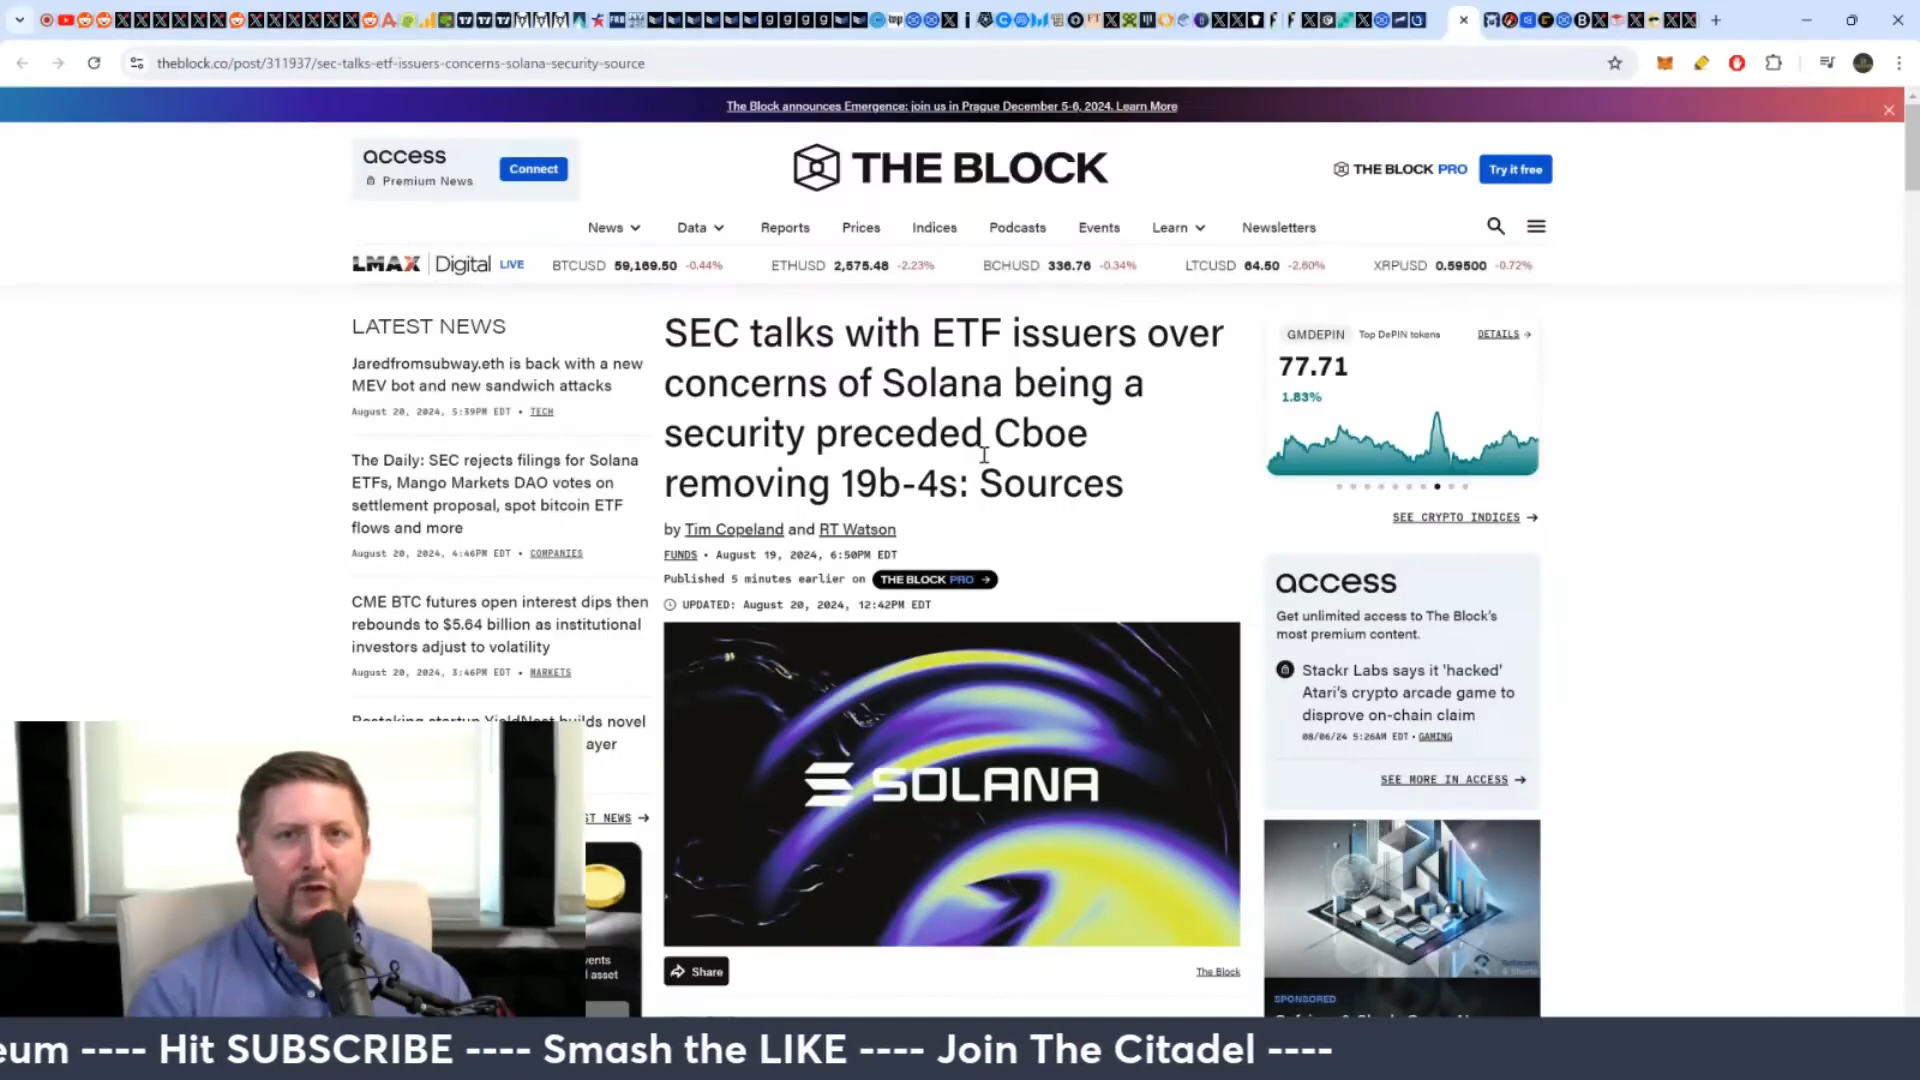 theblock.co/post/311937/sec-talks-etf-issuers-concerns-solana-security-source
The Block announces Emergence: join us in Prague December 5-6, 2024. Learn More
access
Premium News
Connect
THE BLOCK
THE BLOCK PRO
Try it free
News
Data
Reports
Prices
Indices
Podcasts
Events
Learn
Newsletters
LMAX Digital LIVE
BTCUSD 59,169.50 -0.44%
ETHUSD 2,575.48 -2.23%
BCHUSD 336.76 -0.34%
LTCUSD 64.50 -2.60%
XRPUSD 0.59500 -0.72%
LATEST NEWS
Jaredfromsubway.eth is back with a new
MEV bot and new sandwich attacks
August 20, 2024, 5:39PM EDT • TECH
The Daily: SEC rejects filings for Solana
ETFs, Mango Markets DAO votes on
settlement proposal, spot bitcoin ETF
flows and more
August 20, 2024, 4:46PM EDT • COMPANIES
CME BTC futures open interest dips then
rebounds to $5.64 billion as institutional
investors adjust to volatility
August 20, 2024, 3:46PM EDT • MARKETS
Restaking startup YieldNest builds novel
ayer
ST NEWS →
vents
l asset
SEC talks with ETF issuers over
concerns of Solana being a
security preceded Cboe
removing 19b-4s: Sources
by Tim Copeland and RT Watson
FUNDS • August 19, 2024, 6:50PM EDT
Published 5 minutes earlier on THE BLOCK PRO →
UPDATED: August 20, 2024, 12:42PM EDT
SOLANA
Share
The Block
GMDEPIN Top DePIN tokens DETAILS →
77.71
1.83%
SEE CRYPTO INDICES →
access
Get unlimited access to The Block's
most premium content.
Stackr Labs says it 'hacked'
Atari's crypto arcade game to
disprove on-chain claim
08/06/24 5:26AM EDT • GAMING
SEE MORE IN ACCESS →
SPONSORED
eum ---- Hit SUBSCRIBE ---- Smash the LIKE ---- Join The Citadel ----